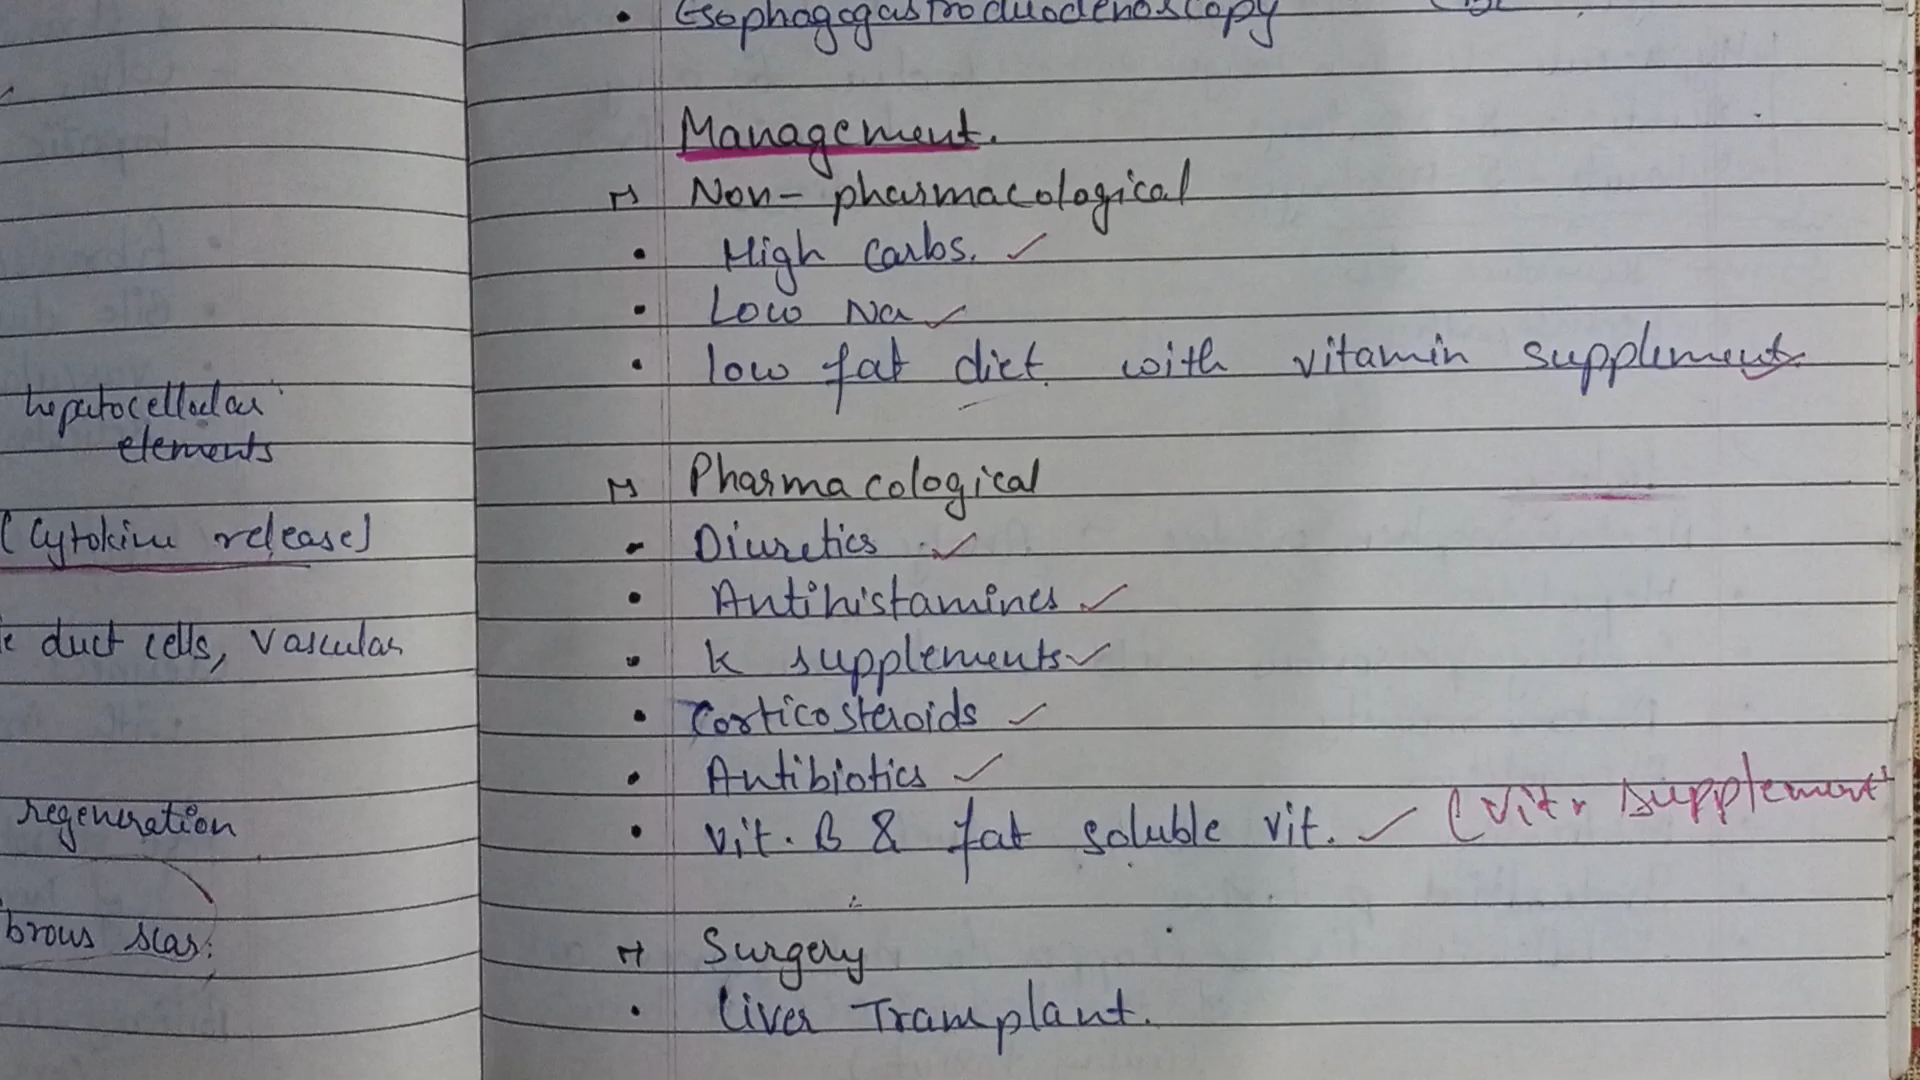 hepatocellular
elements
(Cytokine release)
duct cells, vascular
regeneration
brous scar.
• Esophagogastroduodenoscopy
Management.
Non-pharmacological
• High Carbs. ✓
• Low Na ✓
• low fat diet with vitamin supplements
Pharmacological
- Diuretics ✓
• Antihistamines ✓
• K supplements ✓
• Corticosteroids ✓
• Antibiotics ✓
• Vit. B & fat soluble vit. ✓ (Vit. Supplement
Surgery
• Liver Transplant.